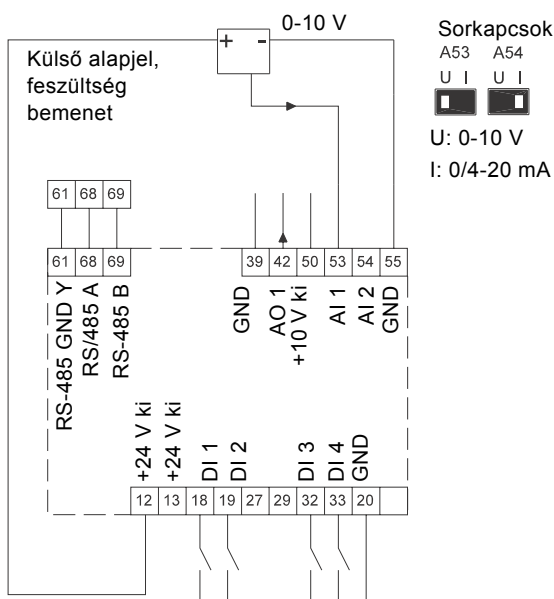 0-10 V
+ -
Külső alapjel,
feszültség
bemenet
Sorkapcsok
A53 A54
U I U I
U: 0-10 V
I: 0/4-20 mA
61 68 69
61 68 69
39 42 50 53 54 55
RS-485 GND Y
RS/485 A
RS-485 B
GND
AO 1
+10 V ki
AI 1
AI 2
GND
+24 V ki
+24 V ki
DI 1
DI 2
DI 3
DI 4
GND
12 13 18 19 27 29 32 33 20